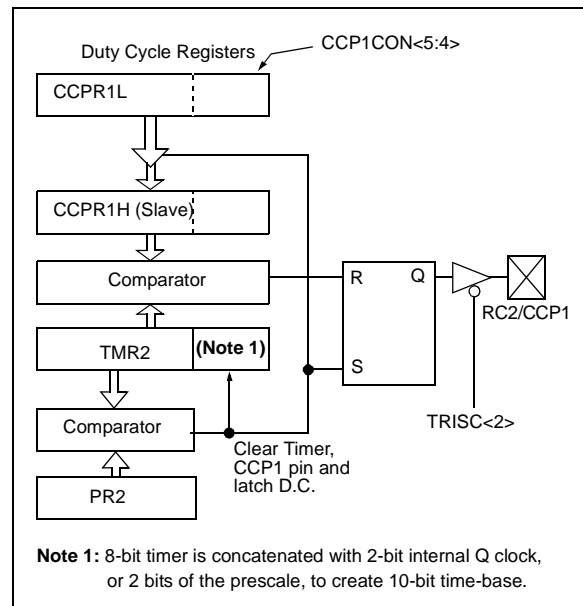 Duty Cycle Registers
CCP1CON<5:4>
CCPR1L
CCPR1H (Slave)
Comparator
R
Q
RC2/CCP1
TMR2
(Note 1)
S
TRISC<2>
Comparator
Clear Timer,
CCP1 pin and
latch D.C.
PR2
Note 1: 8-bit timer is concatenated with 2-bit internal Q clock,
or 2 bits of the prescale, to create 10-bit time-base.